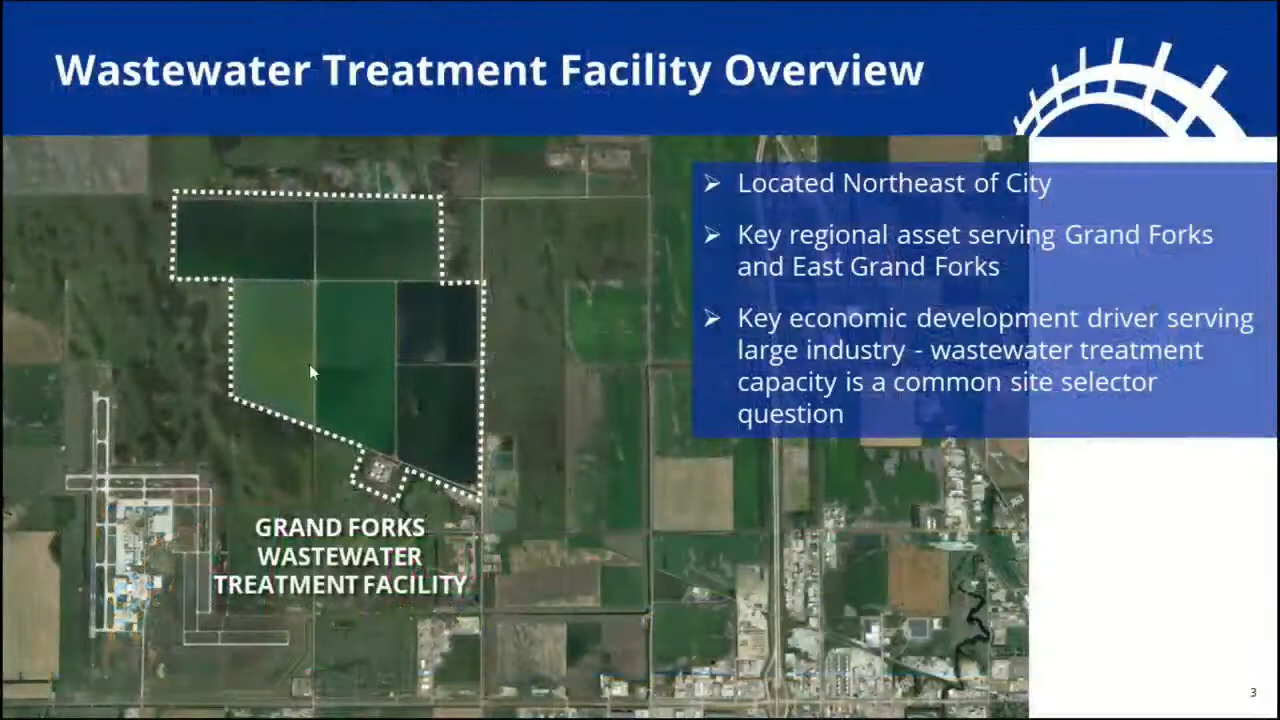 Wastewater Treatment Facility Overview
➢ Located Northeast of City
➢ Key regional asset serving Grand Forks
and East Grand Forks
➢ Key economic development driver serving
large industry - wastewater treatment
capacity is a common site selector
question
GRAND FORKS
WASTEWATER
TREATMENT FACILITY
3